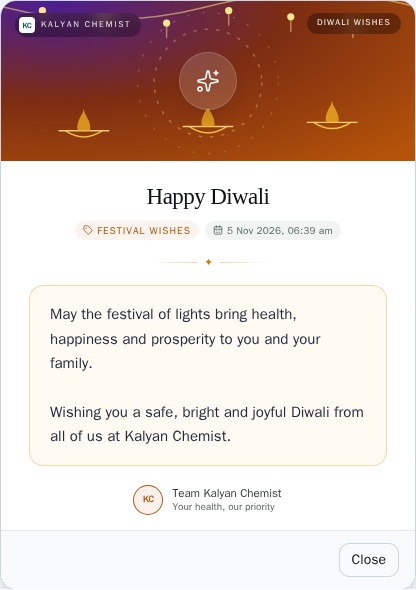 KC KALYAN CHEMIST
DIWALI WISHES
Happy Diwali
FESTIVAL WISHES
5 Nov 2026, 06:39 am
May the festival of lights bring health,
happiness and prosperity to you and your
family.
Wishing you a safe, bright and joyful Diwali from
all of us at Kalyan Chemist.
KC
Team Kalyan Chemist
Your health, our priority
Close